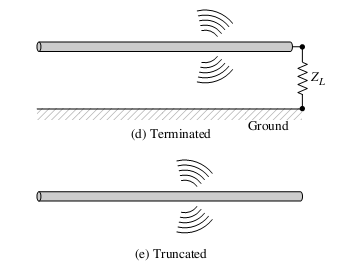 Z_L
Ground
(d) Terminated
(e) Truncated